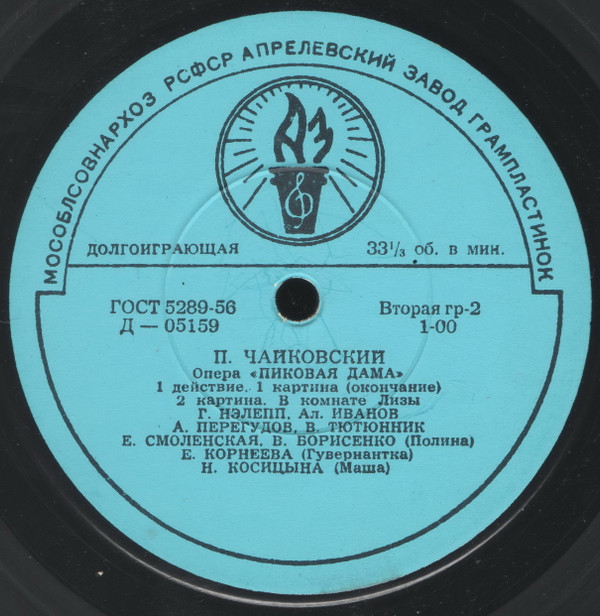 МОСОБЛСОВНАРХОЗ РСФСР АПРЕЛЕВСКИЙ ЗАВОД ГРАМПЛАСТИНОК
АЗ
ДОЛГОИГРАЮЩАЯ 33⅓ об. в мин.
ГОСТ 5289-56 Вторая гр-2
Д — 05159 1-00
П. ЧАЙКОВСКИЙ
Опера «ПИКОВАЯ ДАМА»
1 действие. 1 картина (окончание)
2 картина. В комнате Лизы
Г. НЭЛЕПП, Ал. ИВАНОВ
А. ПЕРЕГУДОВ, В. ТЮТЮННИК
Е. СМОЛЕНСКАЯ, В. БОРИСЕНКО (Полина)
Е. КОРНЕЕВА (Гувернантка)
Н. КОСИЦЫНА (Маша)